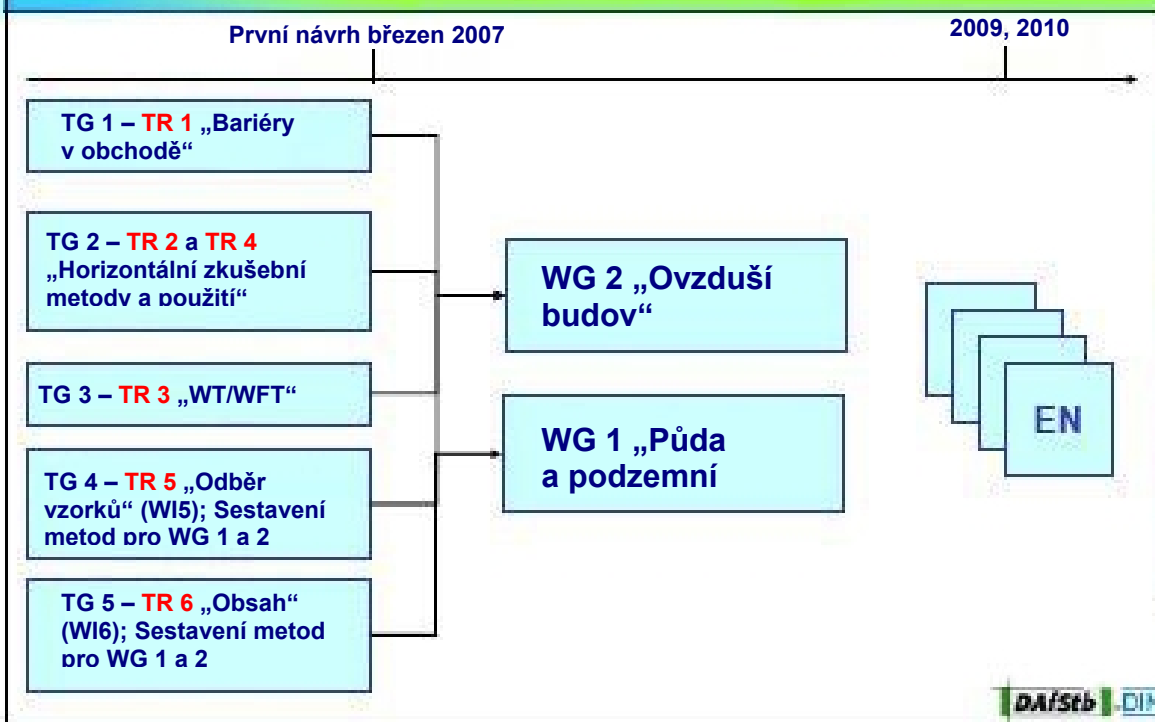 První návrh březen 2007
2009, 2010
TG 1 – TR 1 „Bariéry
v obchodě“
TG 2 – TR 2 a TR 4
„Horizontální zkušební
metody a použití“
TG 3 – TR 3 „WT/WFT“
TG 4 – TR 5 „Odběr
vzorků“ (WI5); Sestavení
metod pro WG 1 a 2
TG 5 – TR 6 „Obsah“
(WI6); Sestavení metod
pro WG 1 a 2
WG 2 „Ovzduší
budov“
WG 1 „Půda
a podzemní
EN
DAfStb